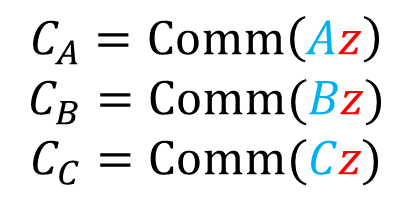 C_A = Comm(Az)
C_B = Comm(Bz)
C_C = Comm(Cz)